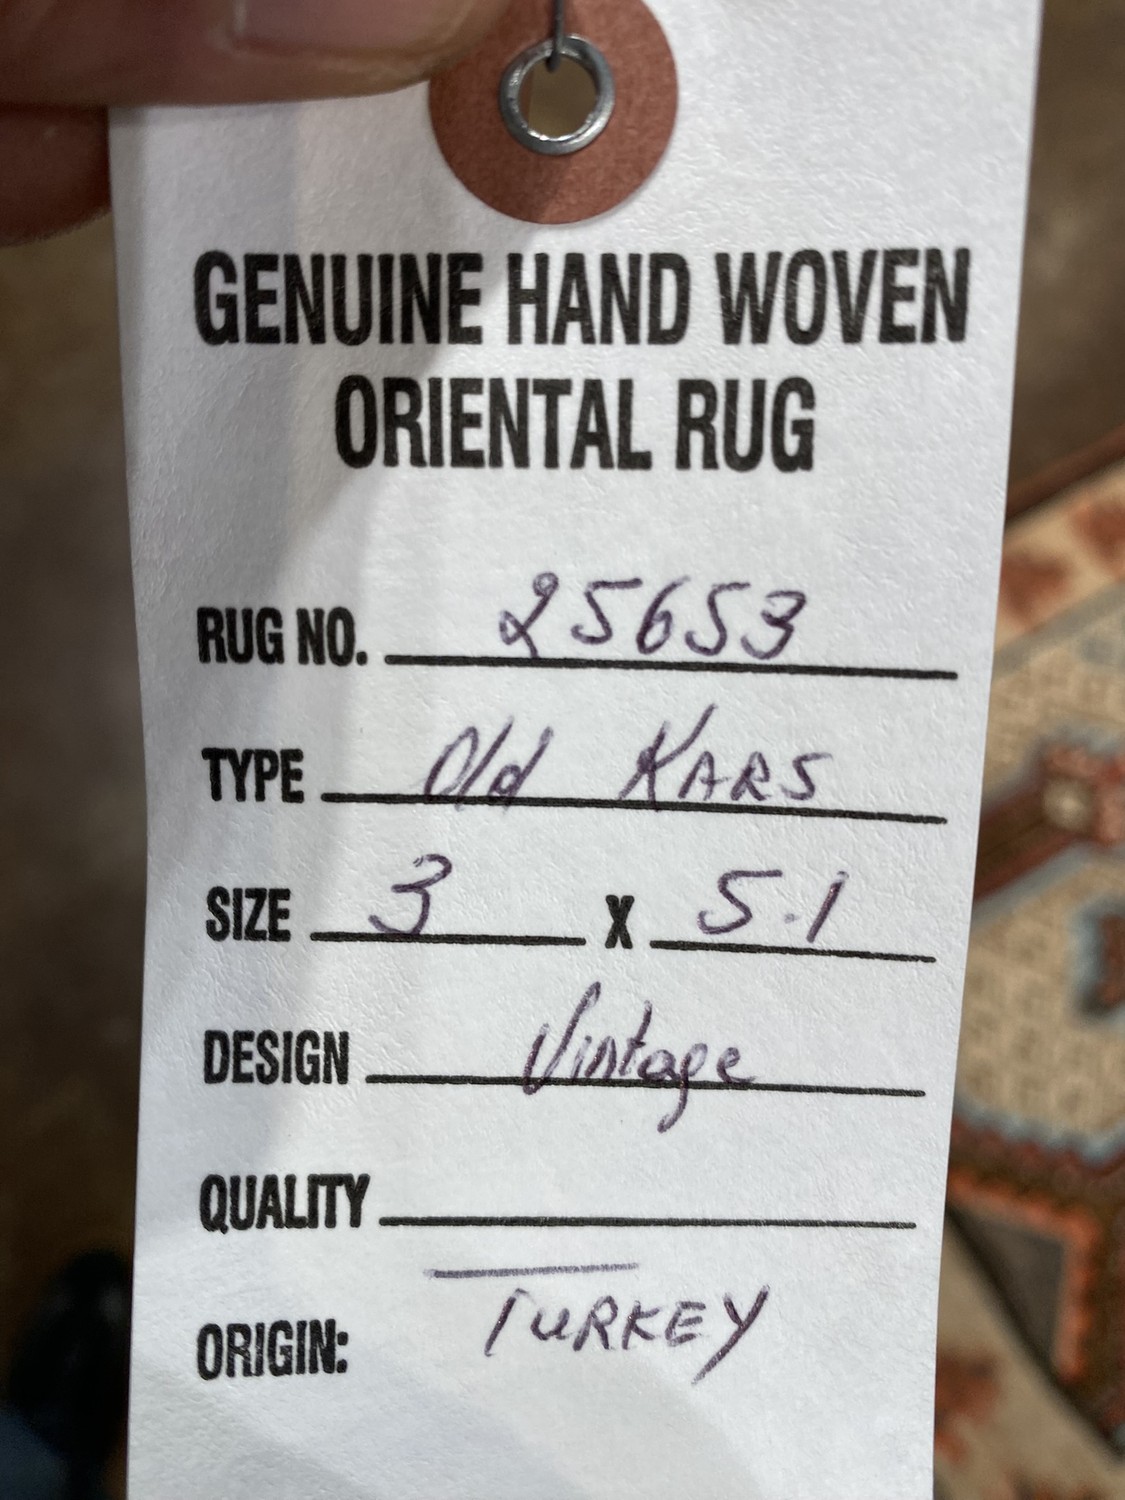 GENUINE HAND WOVEN
ORIENTAL RUG
RUG NO. 25653
TYPE Old KARS
SIZE 3 X 5.1
DESIGN Vintage
QUALITY
ORIGIN: TURKEY